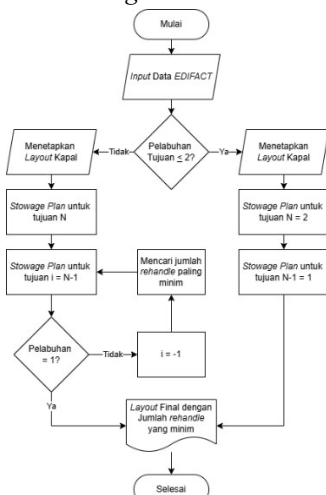 Mulai
Input Data EDIFACT
Pelabuhan
Tujuan ≤ 2?
Tidak
Ya
Menetapkan
Layout Kapal
Menetapkan
Layout Kapal
Stowage Plan untuk
tujuan N
Stowage Plan untuk
tujuan N = 2
Stowage Plan untuk
tujuan i = N-1
Mencari jumlah
rehandle paling
minim
Stowage Plan untuk
tujuan N-1 = 1
Pelabuhan
= 1?
Tidak
i = -1
Ya
Layout Final dengan
Jumlah rehandle
yang minim
Selesai